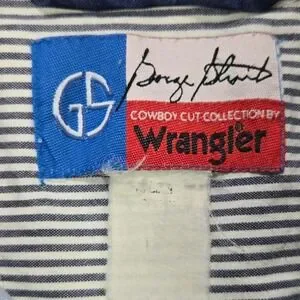 GS
George Strait
COWBOY CUT COLLECTION BY
Wrangler